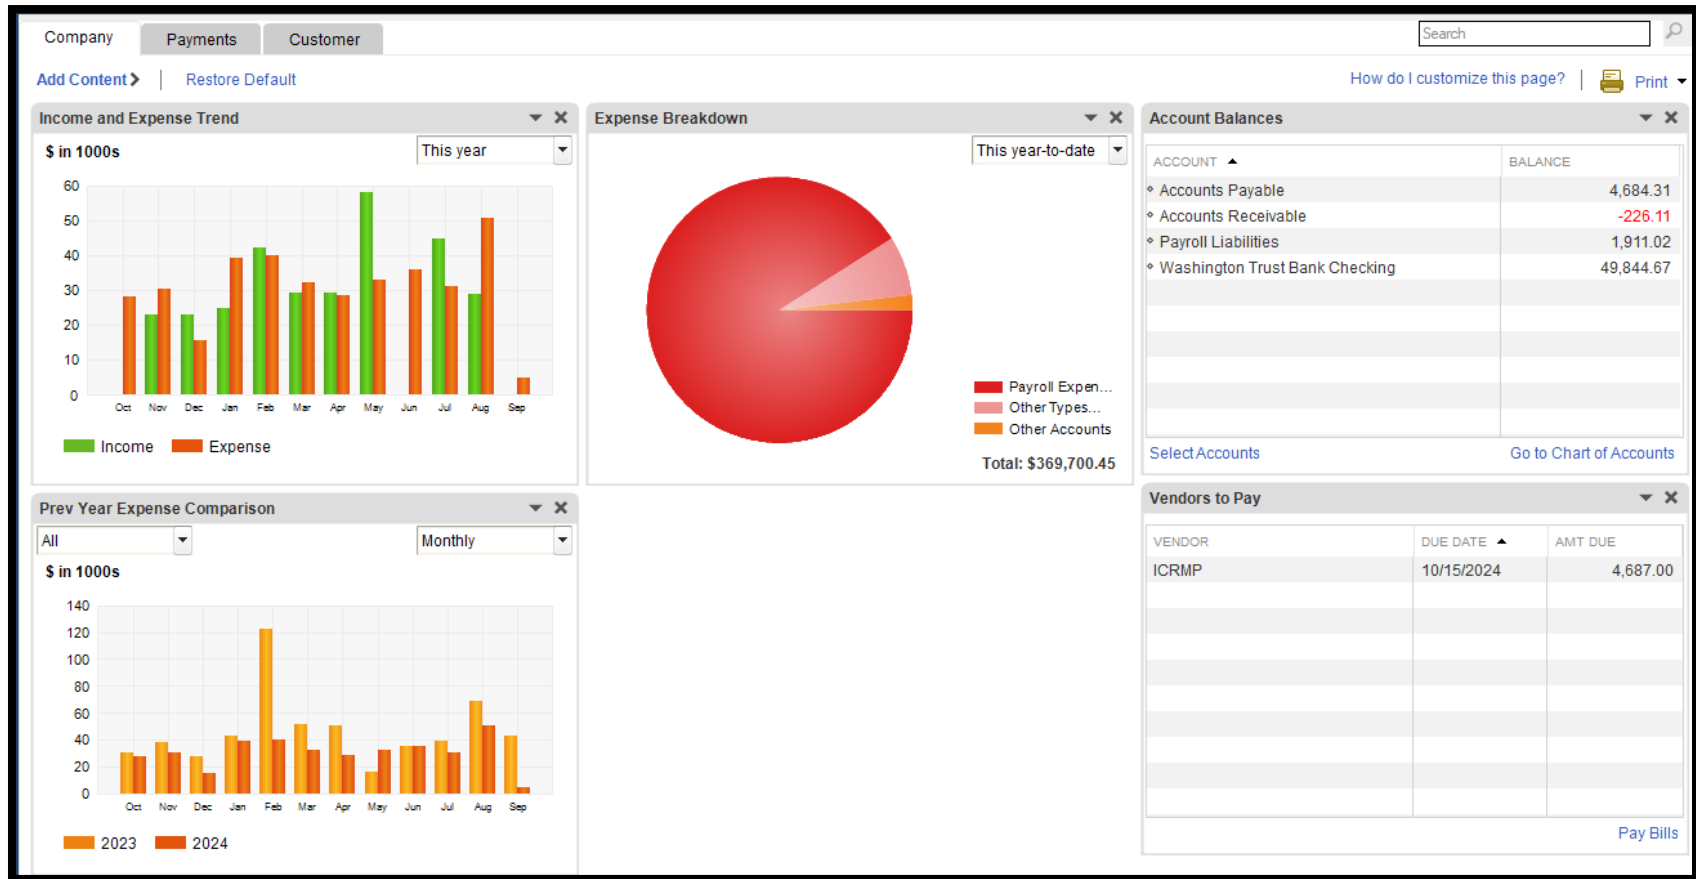 Company
Payments
Customer
Search
Add Content
Restore Default
How do I customize this page?
Print
Income and Expense Trend
$ in 1000s
This year
60
50
40
30
20
10
0
Oct Nov Dec Jan Feb Mar Apr May Jun Jul Aug Sep
Income Expense
Expense Breakdown
This year-to-date
Payroll Expen...
Other Types...
Other Accounts
Total: $369,700.45
Account Balances
ACCOUNT BALANCE
Accounts Payable 4,684.31
Accounts Receivable -226.11
Payroll Liabilities 1,911.02
Washington Trust Bank Checking 49,844.67
Select Accounts
Go to Chart of Accounts
Prev Year Expense Comparison
All
Monthly
$ in 1000s
140
120
100
80
60
40
20
0
Oct Nov Dec Jan Feb Mar Apr May Jun Jul Aug Sep
2023 2024
Vendors to Pay
VENDOR DUE DATE AMT DUE
ICRMP 10/15/2024 4,687.00
Pay Bills